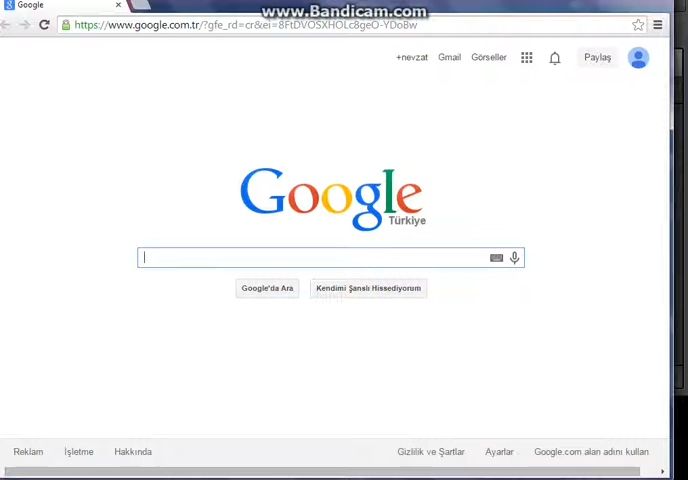 www.Bandicam.com
Google
https://www.google.com.tr/?gfe_rd=cr&ei=8FtDVOSXHOLc8geO-YDoBw
+nevzat Gmail Görseller Paylaş
Google
Türkiye
Google'da Ara Kendimi Şanslı Hissediyorum
Reklam İşletme Hakkında Gizlilik ve Şartlar Ayarlar Google.com alan adını kullan